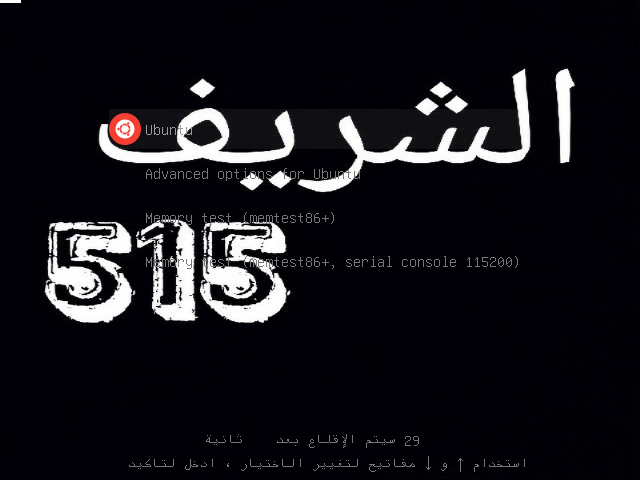 الشريف
Ubuntu
Advanced options for Ubuntu
Memory test (memtest86+)
515
Memory test (memtest86+, serial console 115200)
29 سيتم الإقلاع بعد ثانية
استخدام ↑ و ↓ مفاتيح لتغيير الاختيار ، ادخل لتاكيد